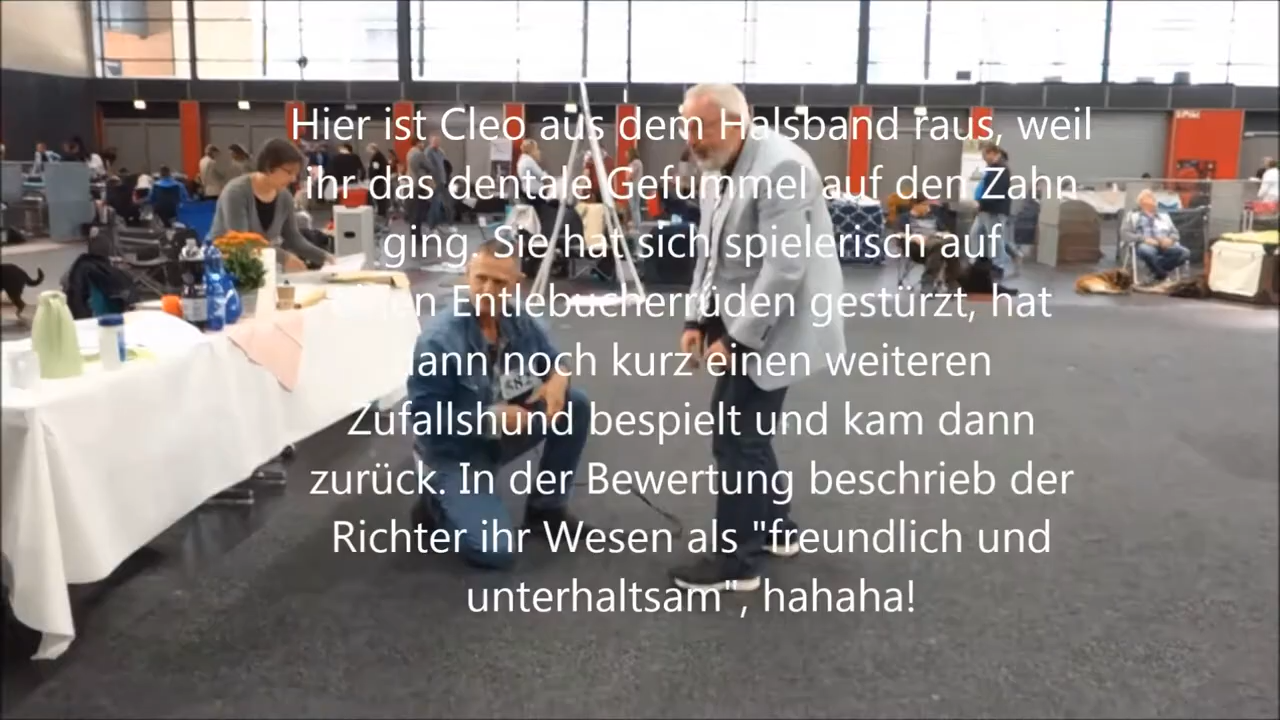 Hier ist Cleo aus dem Halsband raus, weil
ihr das dentale Gefummel auf den Zahn
ging. Sie hat sich spielerisch auf
Entlebucherrüden gestürzt, hat
dann noch kurz einen weiteren
Zufallshund bespielt und kam dann
zurück. In der Bewertung beschrieb der
Richter ihr Wesen als "freundlich und
unterhaltsam", hahaha!